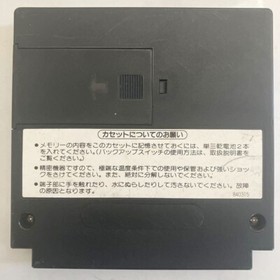 カセットについてのお願い
●メモリーの内容をこのカセットに記憶させておくには、単三乾電池2本
を入れてください。(バックアップスイッチの使用方法は、取扱説明書を
ご覧ください。)
●精密機器ですので、極端な温度条件下での使用や保管および強いショッ
クをさけてください。また、絶対に分解しないでください。
●端子部に手を触れたり、水にぬらしたりして汚さないでください。故障
の原因となります。